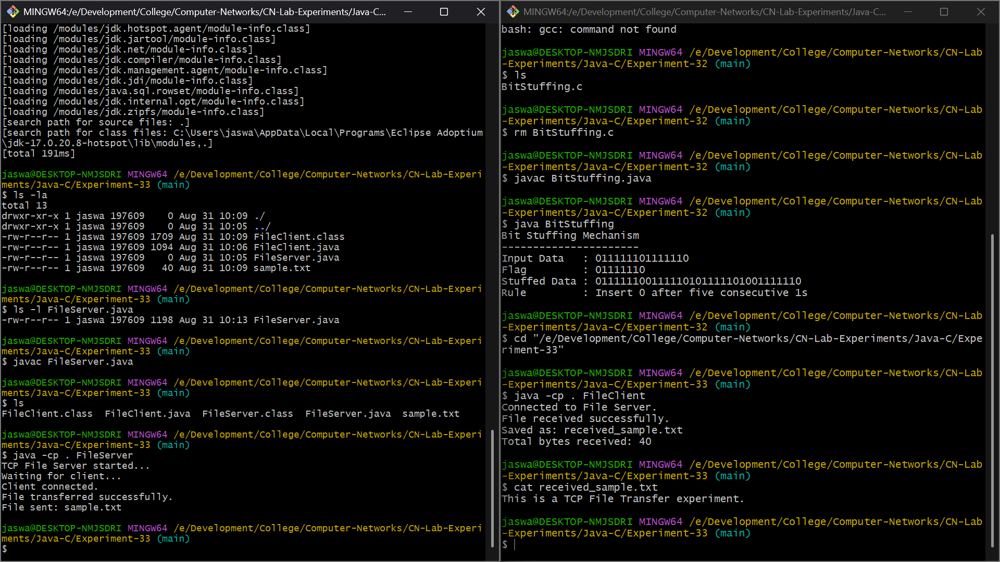 MINGW64:/e/Development/College/Computer-Networks/CN-Lab-Experiments/Java-C...
[loading /modules/jdk.hotspot.agent/module-info.class]
[loading /modules/jdk.jartool/module-info.class]
[loading /modules/jdk.net/module-info.class]
[loading /modules/jdk.compiler/module-info.class]
[loading /modules/jdk.management.agent/module-info.class]
[loading /modules/jdk.jdi/module-info.class]
[loading /modules/java.sql.rowset/module-info.class]
[loading /modules/jdk.internal.opt/module-info.class]
[loading /modules/jdk.zipfs/module-info.class]
[search path for source files: .]
[search path for class files: C:\Users\jaswa\AppData\Local\Programs\Eclipse Adoptium
\jdk-17.0.20.8-hotspot\lib\modules,.]
[total 191ms]
jaswa@DESKTOP-NMJSDRI MINGW64 /e/Development/College/Computer-Networks/CN-Lab-Experi
ments/Java-C/Experiment-33 (main)
$ ls -la
total 13
drwxr-xr-x 1 jaswa 197609    0 Aug 31 10:09 ./
drwxr-xr-x 1 jaswa 197609    0 Aug 31 10:05 ../
-rw-r--r-- 1 jaswa 197609 1709 Aug 31 10:09 FileClient.class
-rw-r--r-- 1 jaswa 197609 1094 Aug 31 10:06 FileClient.java
-rw-r--r-- 1 jaswa 197609    0 Aug 31 10:05 FileServer.java
-rw-r--r-- 1 jaswa 197609   40 Aug 31 10:09 sample.txt
jaswa@DESKTOP-NMJSDRI MINGW64 /e/Development/College/Computer-Networks/CN-Lab-Experi
ments/Java-C/Experiment-33 (main)
$ ls -l FileServer.java
-rw-r--r-- 1 jaswa 197609 1198 Aug 31 10:13 FileServer.java
jaswa@DESKTOP-NMJSDRI MINGW64 /e/Development/College/Computer-Networks/CN-Lab-Experi
ments/Java-C/Experiment-33 (main)
$ javac FileServer.java
jaswa@DESKTOP-NMJSDRI MINGW64 /e/Development/College/Computer-Networks/CN-Lab-Experi
ments/Java-C/Experiment-33 (main)
$ ls
FileClient.class  FileClient.java  FileServer.class  FileServer.java  sample.txt
jaswa@DESKTOP-NMJSDRI MINGW64 /e/Development/College/Computer-Networks/CN-Lab-Experi
ments/Java-C/Experiment-33 (main)
$ java -cp . FileServer
TCP File Server started...
Waiting for client...
Client connected.
File transferred successfully.
File sent: sample.txt
jaswa@DESKTOP-NMJSDRI MINGW64 /e/Development/College/Computer-Networks/CN-Lab-Experi
ments/Java-C/Experiment-33 (main)
$
MINGW64:/e/Development/College/Computer-Networks/CN-Lab-Experiments/Java-C...
bash: gcc: command not found
jaswa@DESKTOP-NMJSDRI MINGW64 /e/Development/College/Computer-Networks/CN-Lab
-Experiments/Java-C/Experiment-32 (main)
$ ls
BitStuffing.c
jaswa@DESKTOP-NMJSDRI MINGW64 /e/Development/College/Computer-Networks/CN-Lab
-Experiments/Java-C/Experiment-32 (main)
$ rm BitStuffing.c
jaswa@DESKTOP-NMJSDRI MINGW64 /e/Development/College/Computer-Networks/CN-Lab
-Experiments/Java-C/Experiment-32 (main)
$ javac BitStuffing.java
jaswa@DESKTOP-NMJSDRI MINGW64 /e/Development/College/Computer-Networks/CN-Lab
-Experiments/Java-C/Experiment-32 (main)
$ java BitStuffing
Bit Stuffing Mechanism
----------------------
Input Data   : 011111101111110
Flag         : 01111110
Stuffed Data : 011111100111110101111101001111110
Rule         : Insert 0 after five consecutive 1s
jaswa@DESKTOP-NMJSDRI MINGW64 /e/Development/College/Computer-Networks/CN-Lab
-Experiments/Java-C/Experiment-32 (main)
$ cd "/e/Development/College/Computer-Networks/CN-Lab-Experiments/Java-C/Expe
riment-33"
jaswa@DESKTOP-NMJSDRI MINGW64 /e/Development/College/Computer-Networks/CN-Lab
-Experiments/Java-C/Experiment-33 (main)
$ java -cp . FileClient
Connected to File Server.
File received successfully.
Saved as: received_sample.txt
Total bytes received: 40
jaswa@DESKTOP-NMJSDRI MINGW64 /e/Development/College/Computer-Networks/CN-Lab
-Experiments/Java-C/Experiment-33 (main)
$ cat received_sample.txt
This is a TCP File Transfer experiment.
jaswa@DESKTOP-NMJSDRI MINGW64 /e/Development/College/Computer-Networks/CN-Lab
-Experiments/Java-C/Experiment-33 (main)
$